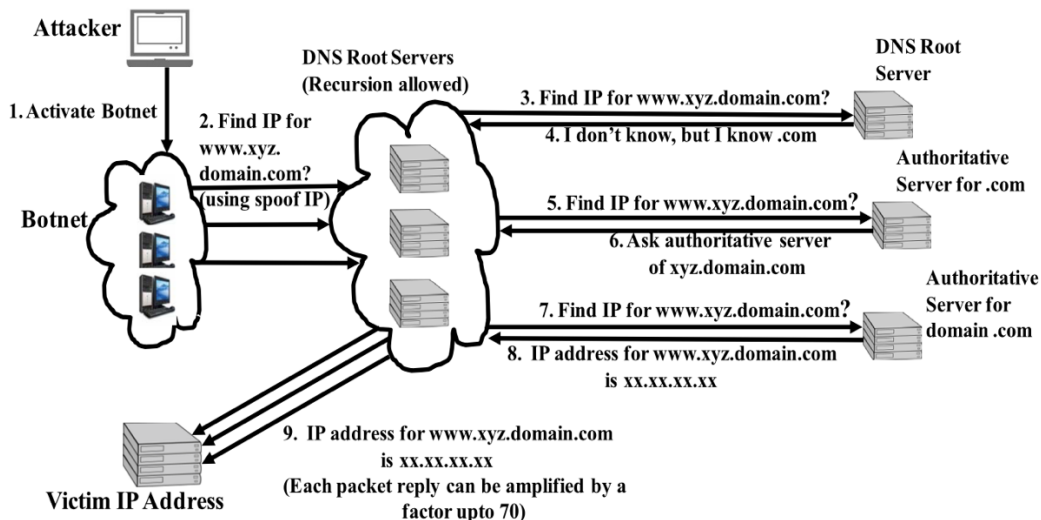 Attacker
1. Activate Botnet
Botnet
2. Find IP for
www.xyz.
domain.com?
(using spoof IP)
DNS Root Servers
(Recursion allowed)
3. Find IP for www.xyz.domain.com?
4. I don't know, but I know .com
DNS Root
Server
5. Find IP for www.xyz.domain.com?
6. Ask authoritative server
of xyz.domain.com
Authoritative
Server for .com
7. Find IP for www.xyz.domain.com?
8. IP address for www.xyz.domain.com
is xx.xx.xx.xx
Authoritative
Server for
domain .com
9. IP address for www.xyz.domain.com
is xx.xx.xx.xx
(Each packet reply can be amplified by a
factor upto 70)
Victim IP Address